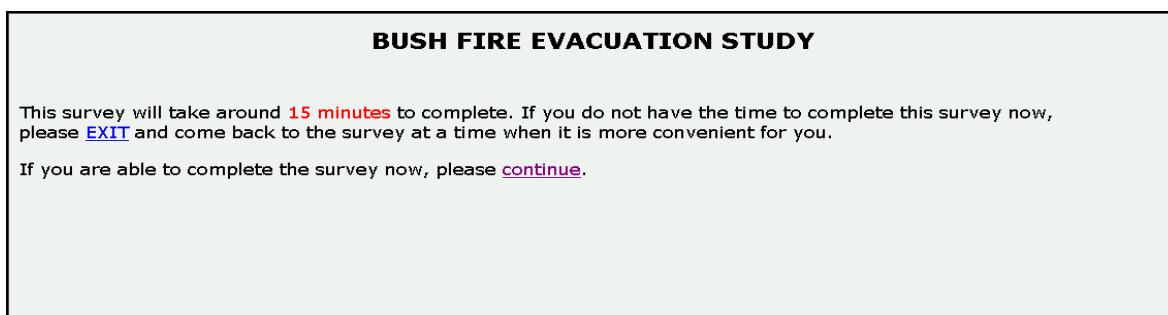 BUSH FIRE EVACUATION STUDY
This survey will take around 15 minutes to complete. If you do not have the time to complete this survey now,
please EXIT and come back to the survey at a time when it is more convenient for you.
If you are able to complete the survey now, please continue.